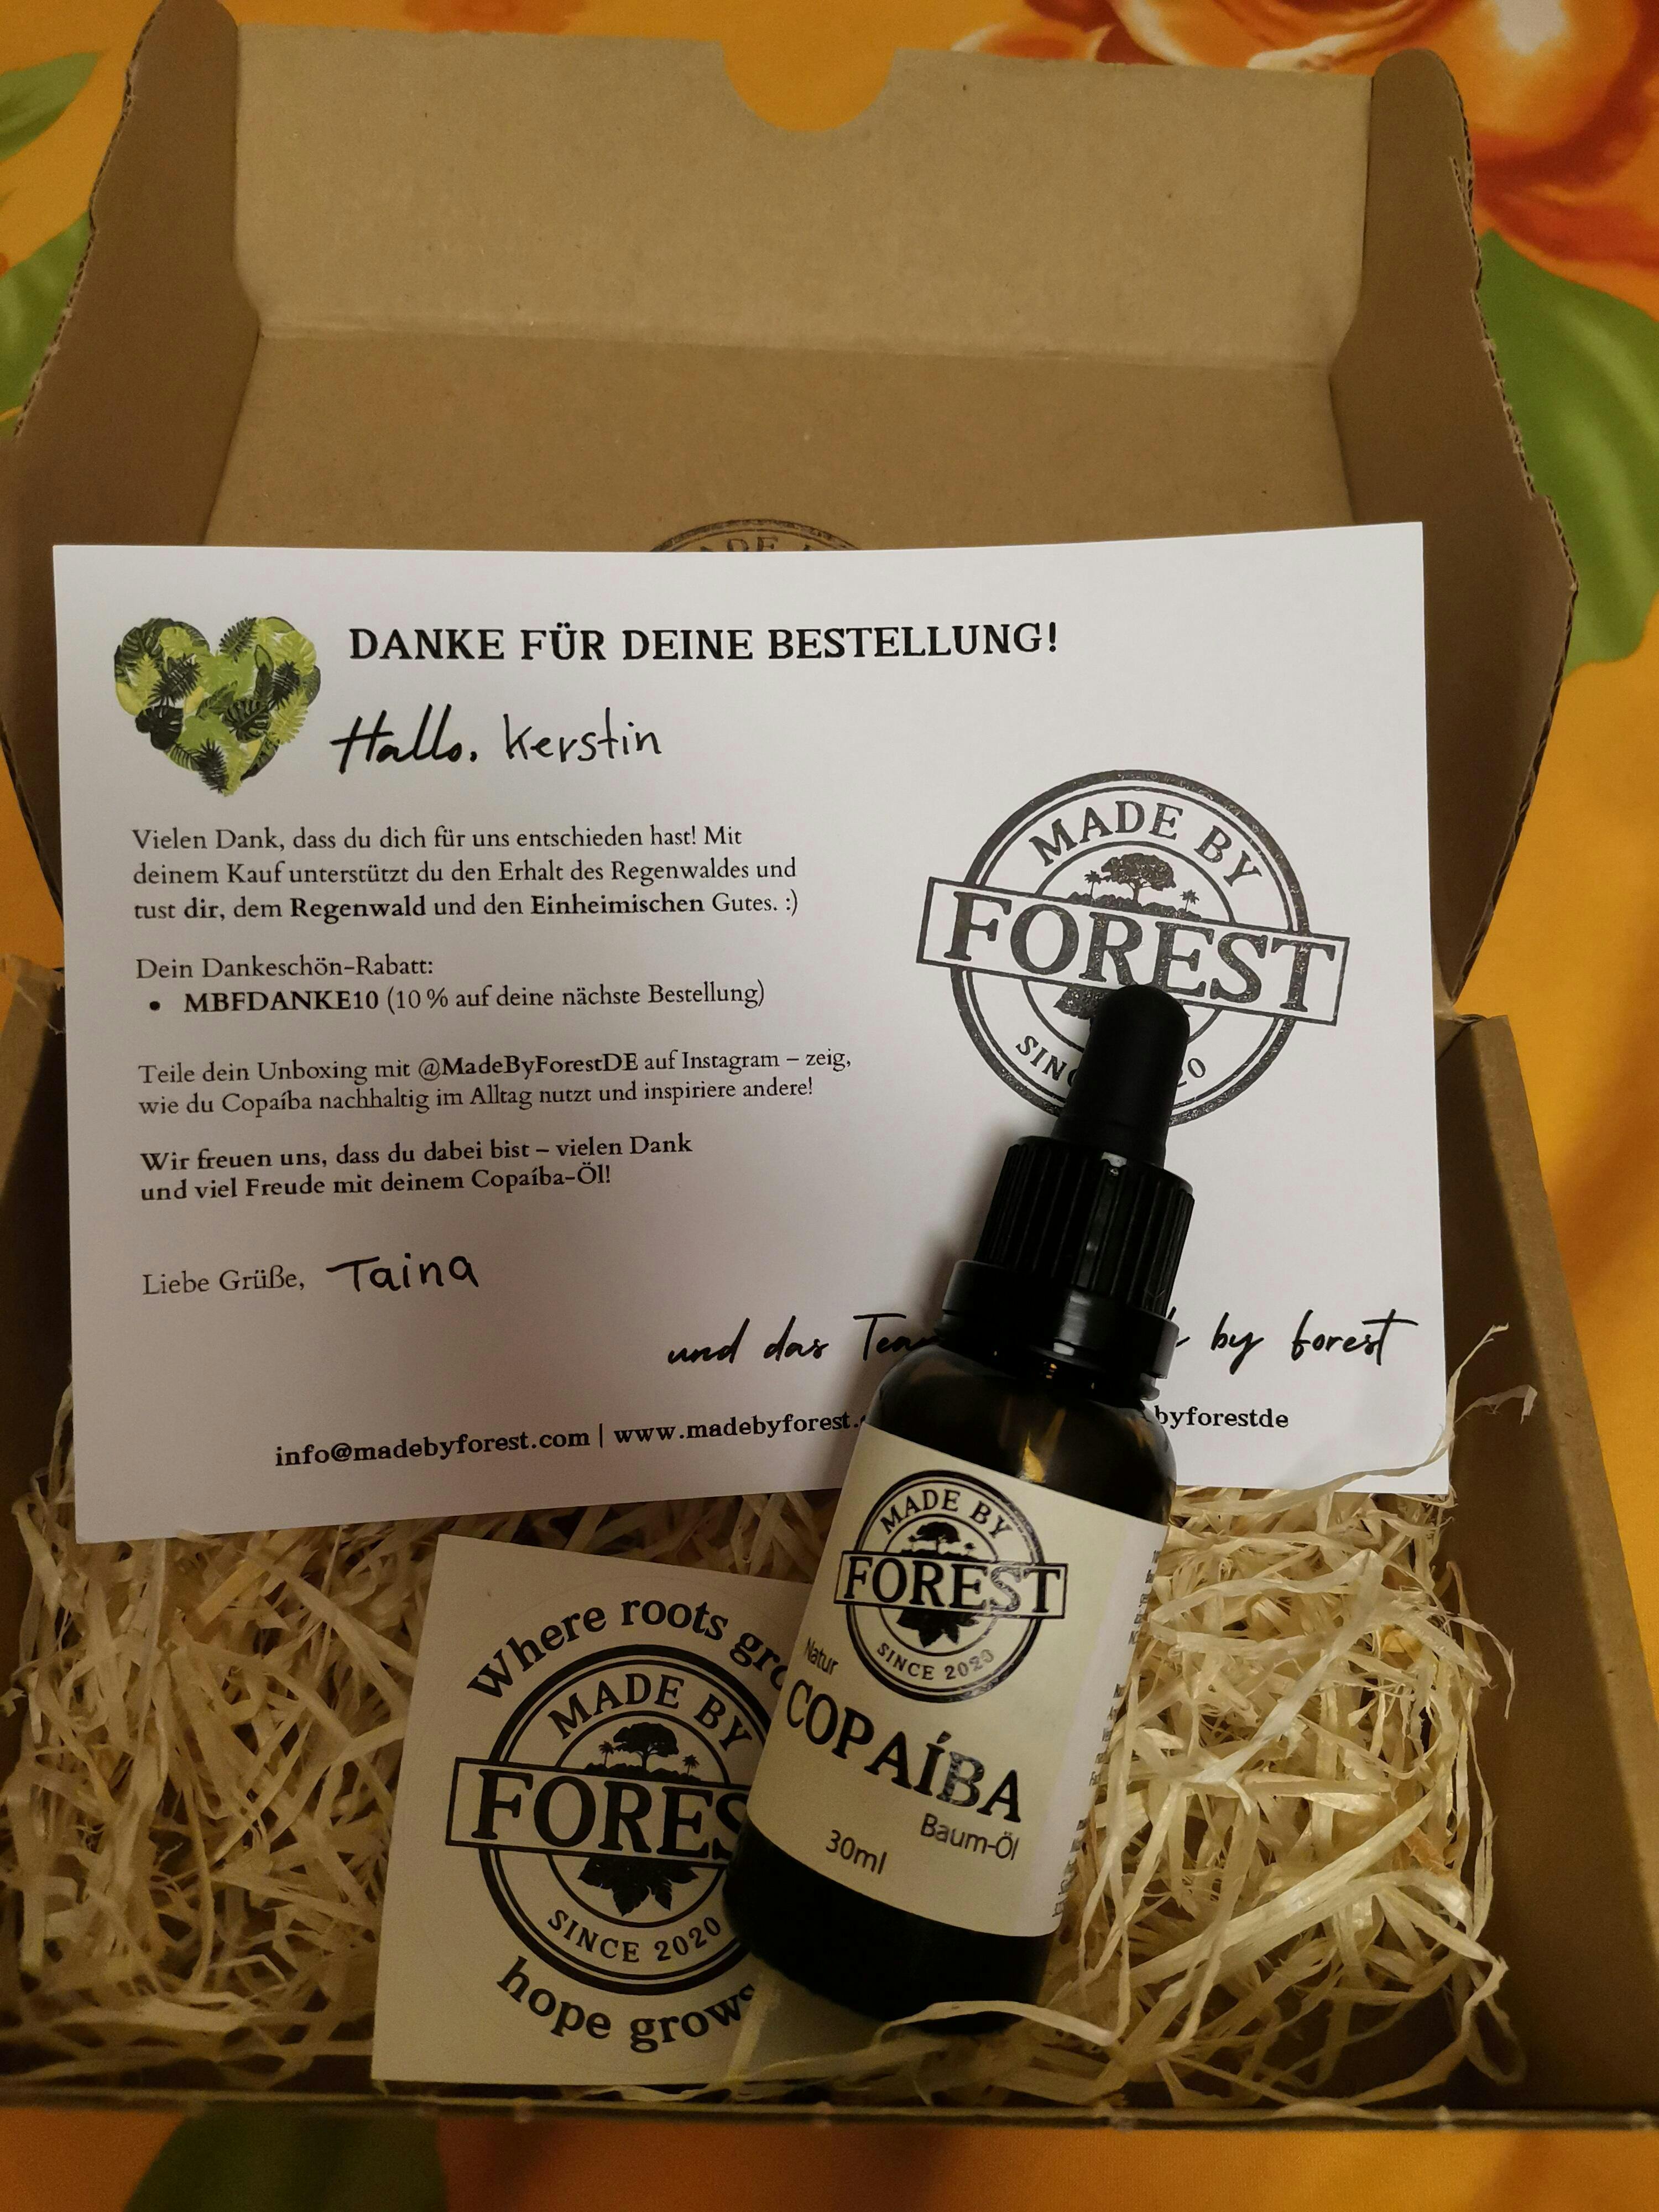 DANKE FÜR DEINE BESTELLUNG!
Hallo, Kerstin
Vielen Dank, dass du dich für uns entschieden hast! Mit
deinem Kauf unterstützt du den Erhalt des Regenwaldes und
tust dir, dem Regenwald und den Einheimischen Gutes. :)
Dein Dankeschön-Rabatt:
• MBFDANKE10 (10 % auf deine nächste Bestellung)
Teile dein Unboxing mit @MadeByForestDE auf Instagram – zeig,
wie du Copaíba nachhaltig im Alltag nutzt und inspiriere andere!
Wir freuen uns, dass du dabei bist – vielen Dank
und viel Freude mit deinem Copaíba-Öl!
Liebe Grüße, Taina
und das by forest
info@madebyforest.com | www.madebyforest. byforestde
MADE BY
FOREST
MADE BY
FOREST
SINCE 2020
Natur
COPAÍBA
Baum-Öl
30ml
Where roots
MADE BY
SINCE 2020
hope grows